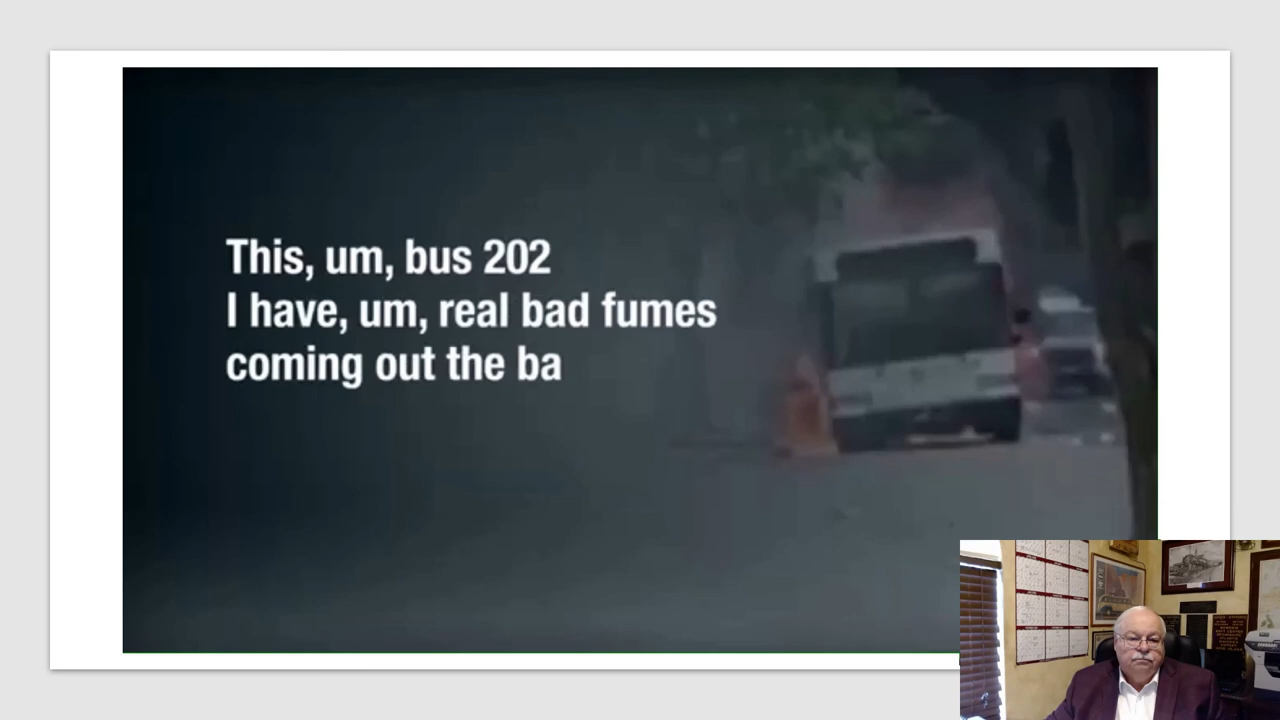 This, um, bus 202
I have, um, real bad fumes
coming out the ba